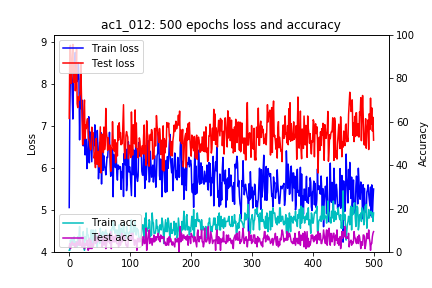 ac1_012: 500 epochs loss and accuracy
Train loss
Test loss
Train acc
Test acc
Loss
Accuracy
9
8
7
6
5
4
100
80
60
40
20
0
0
100
200
300
400
500